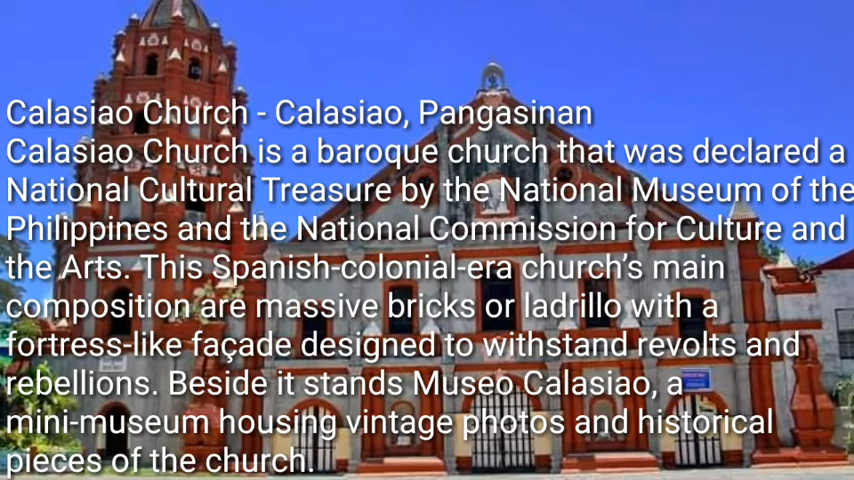 Calasiao Church - Calasiao, Pangasinan
Calasiao Church is a baroque church that was declared a
National Cultural Treasure by the National Museum of the
Philippines and the National Commission for Culture and
the Arts. This Spanish-colonial-era church’s main
composition are massive bricks or ladrillo with a
fortress-like façade designed to withstand revolts and
rebellions. Beside it stands Museo Calasiao, a
mini-museum housing vintage photos and historical
pieces of the church.